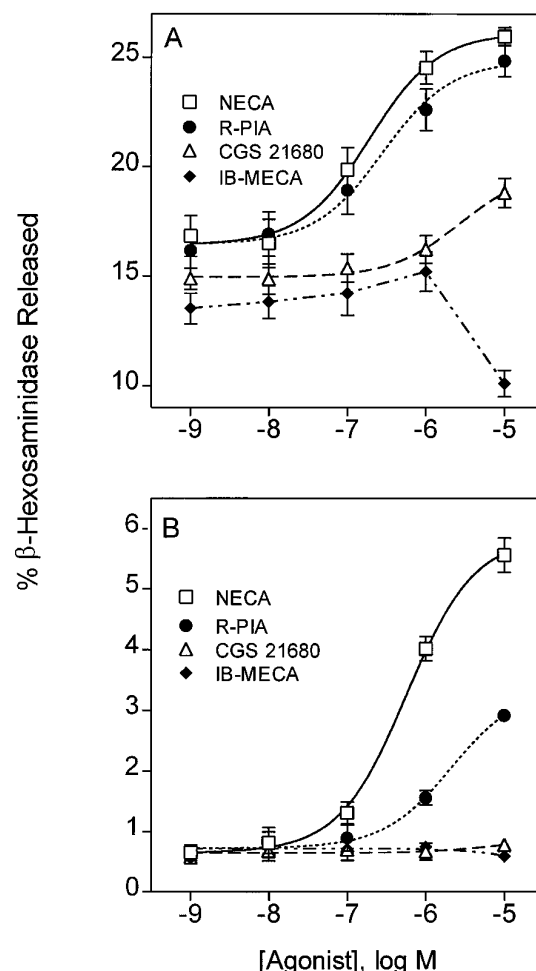 % β-Hexosaminidase Released
A
25
20
15
10
NECA
R-PIA
CGS 21680
IB-MECA
-9 -8 -7 -6 -5
B
6
5
4
3
2
1
0
NECA
R-PIA
CGS 21680
IB-MECA
-9 -8 -7 -6 -5
[Agonist], log M